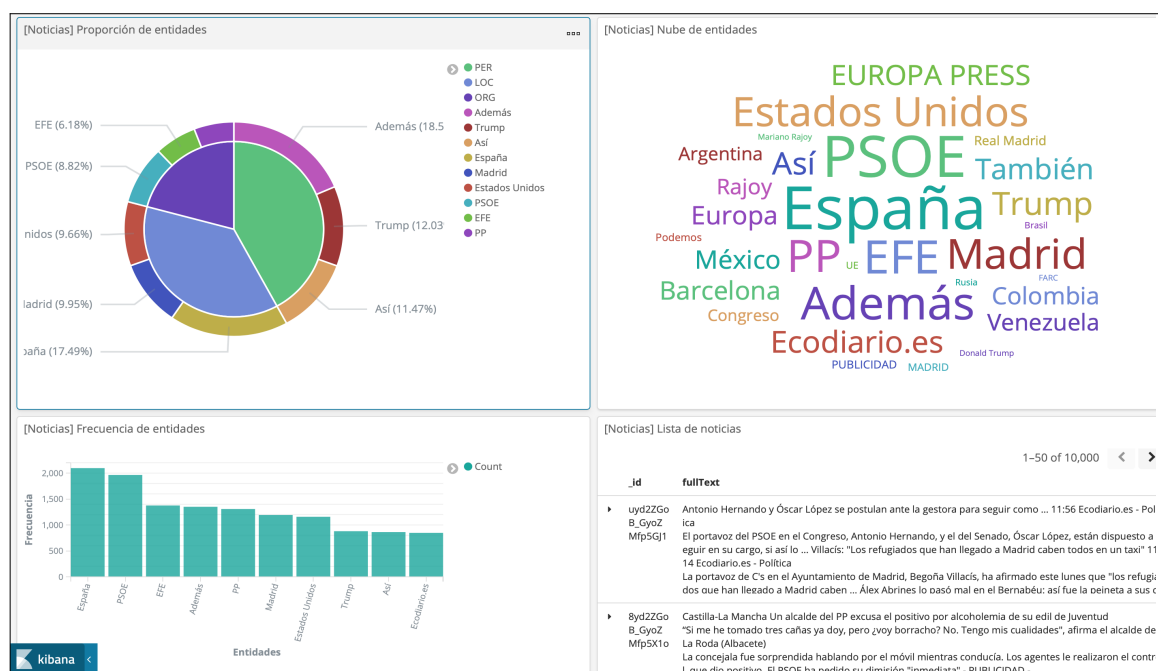 [Noticias] Proporción de entidades
PER
LOC
ORG
Además
Trump
Así
España
Madrid
Estados Unidos
PSOE
EFE
PP
EFE (6.18%)
PSOE (8.82%)
nidos (9.66%)
adrid (9.95%)
aña (17.49%)
Además (18.5
Trump (12.03
Así (11.47%)
[Noticias] Nube de entidades
EUROPA PRESS
Estados Unidos
Mariano Rajoy
Real Madrid
Argentina
Así
PSOE
También
Rajoy
España
Trump
Europa
Brasil
Podemos
México
PP
UE
EFE
Madrid
FARC
Rusia
Barcelona
Además
Colombia
Congreso
Venezuela
Ecodiario.es
Donald Trump
PUBLICIDAD
MADRID
[Noticias] Frecuencia de entidades
Count
Frecuencia
2,000
1,500
1,000
500
0
España
PSOE
EFE
Además
PP
Madrid
Estados Unidos
Trump
Así
Ecodiario.es
Entidades
kibana
[Noticias] Lista de noticias
1–50 of 10,000
_id
fullText
uyd2ZGo
B_GyoZ
Mfp5GJ1
Antonio Hernando y Óscar López se postulan ante la gestora para seguir como ... 11:56 Ecodiario.es - Pol
ica
El portavoz del PSOE en el Congreso, Antonio Hernando, y el del Senado, Óscar López, están dispuesto a
eguir en su cargo, si así lo ... Villacís: "Los refugiados que han llegado a Madrid caben todos en un taxi" 11
14 Ecodiario.es - Política
La portavoz de C's en el Ayuntamiento de Madrid, Begoña Villacís, ha afirmado este lunes que "los refugia
dos que han llegado a Madrid caben ... Álex Abrines lo pasó mal en el Bernabéu: así fue la peineta a sus
8yd2ZGo
B_GyoZ
Mfp5X1o
Castilla-La Mancha Un alcalde del PP excusa el positivo por alcoholemia de su edil de Juventud
“Si me he tomado tres cañas ya doy, pero ¿voy borracho? No. Tengo mis cualidades", afirma el alcalde de
La Roda (Albacete)
La concejala fue sorprendida hablando por el móvil mientras conducía. Los agentes le realizaron el contr
l, que dio positivo. El PSOE ha pedido su dimisión "inmediata" - PUBLICIDAD -